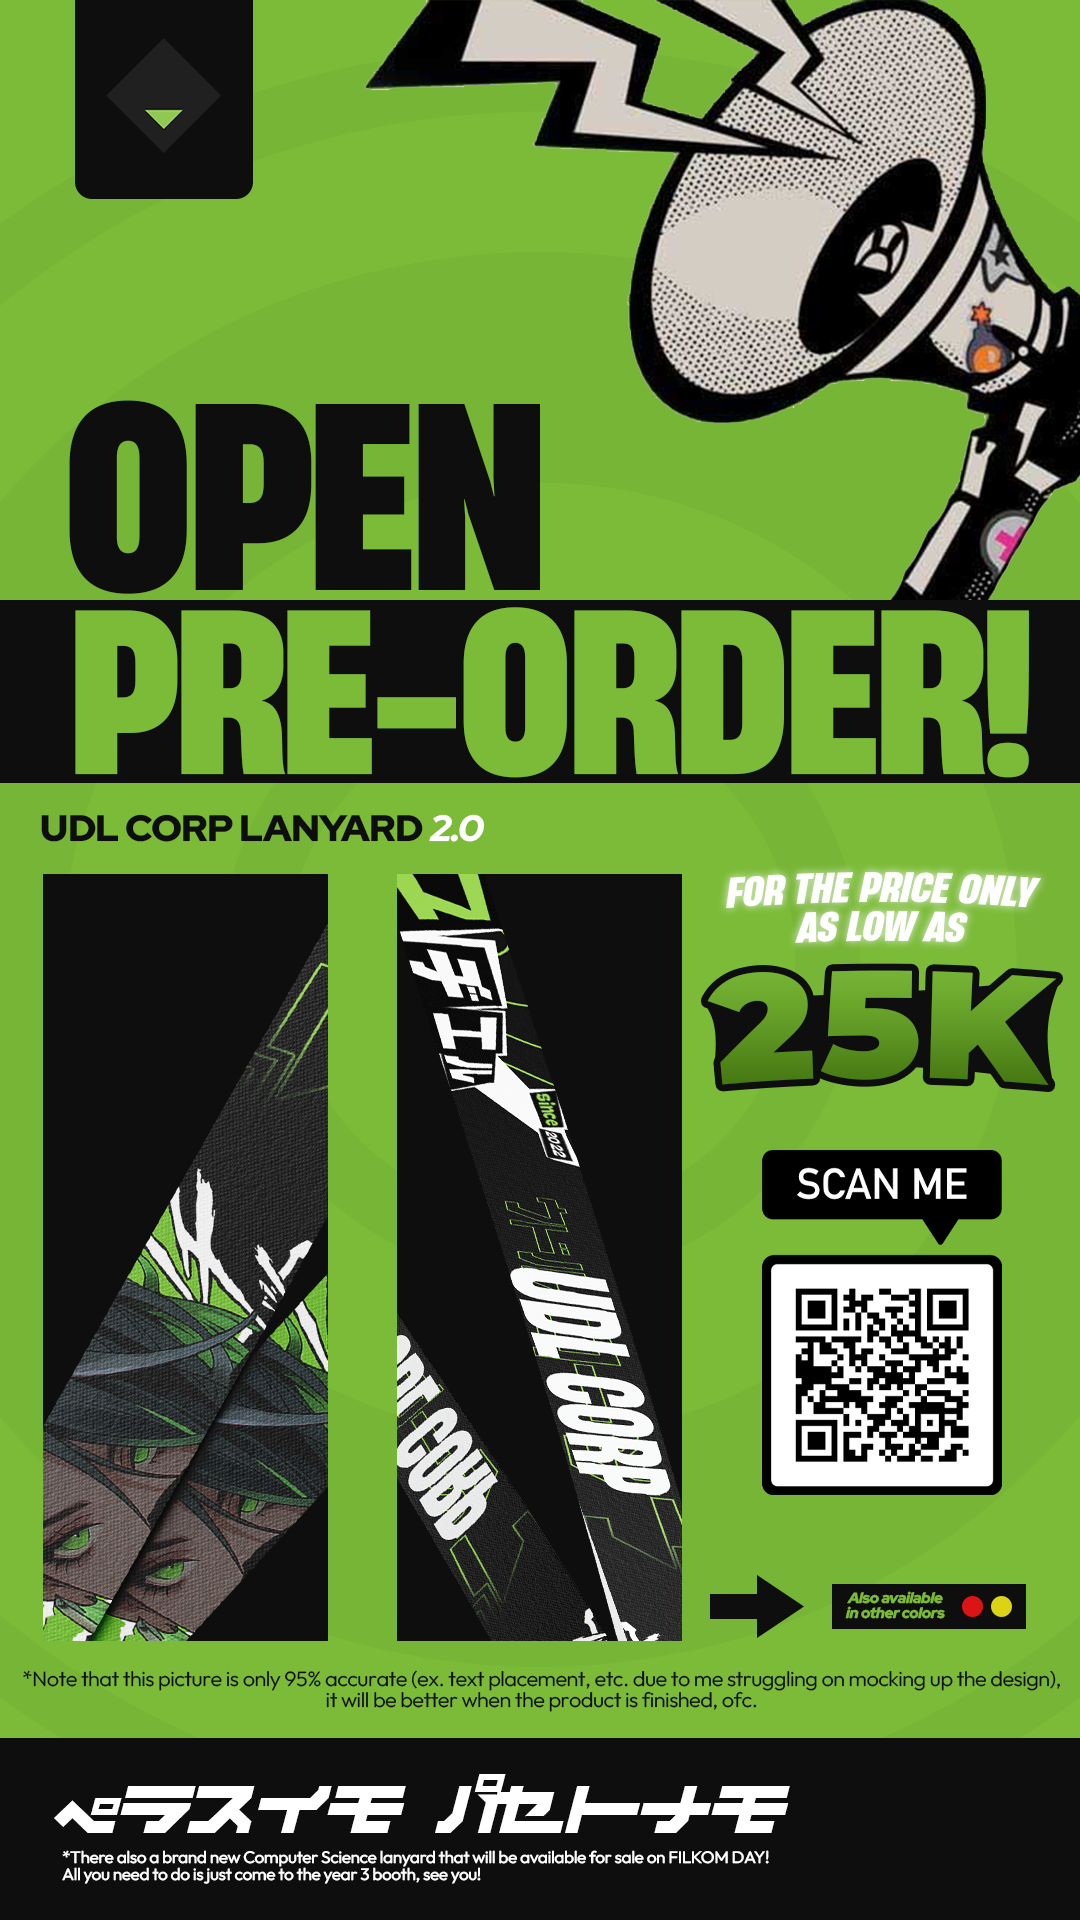 OPEN
PRE-ORDER!
UDL CORP LANYARD 2.0
FOR THE PRICE ONLY
AS LOW AS
25K
SCAN ME
デエル
Since
2022
UDL CORP
UDL CORP
Also available
in other colors
*Note that this picture is only 95% accurate (ex. text placement, etc. due to me struggling on mocking up the design),
it will be better when the product is finished, ofc.
ペラスイモ パセトナモ
*There also a brand new Computer Science lanyard that will be available for sale on FILKOM DAY!
All you need to do is just come to the year 3 booth, see you!